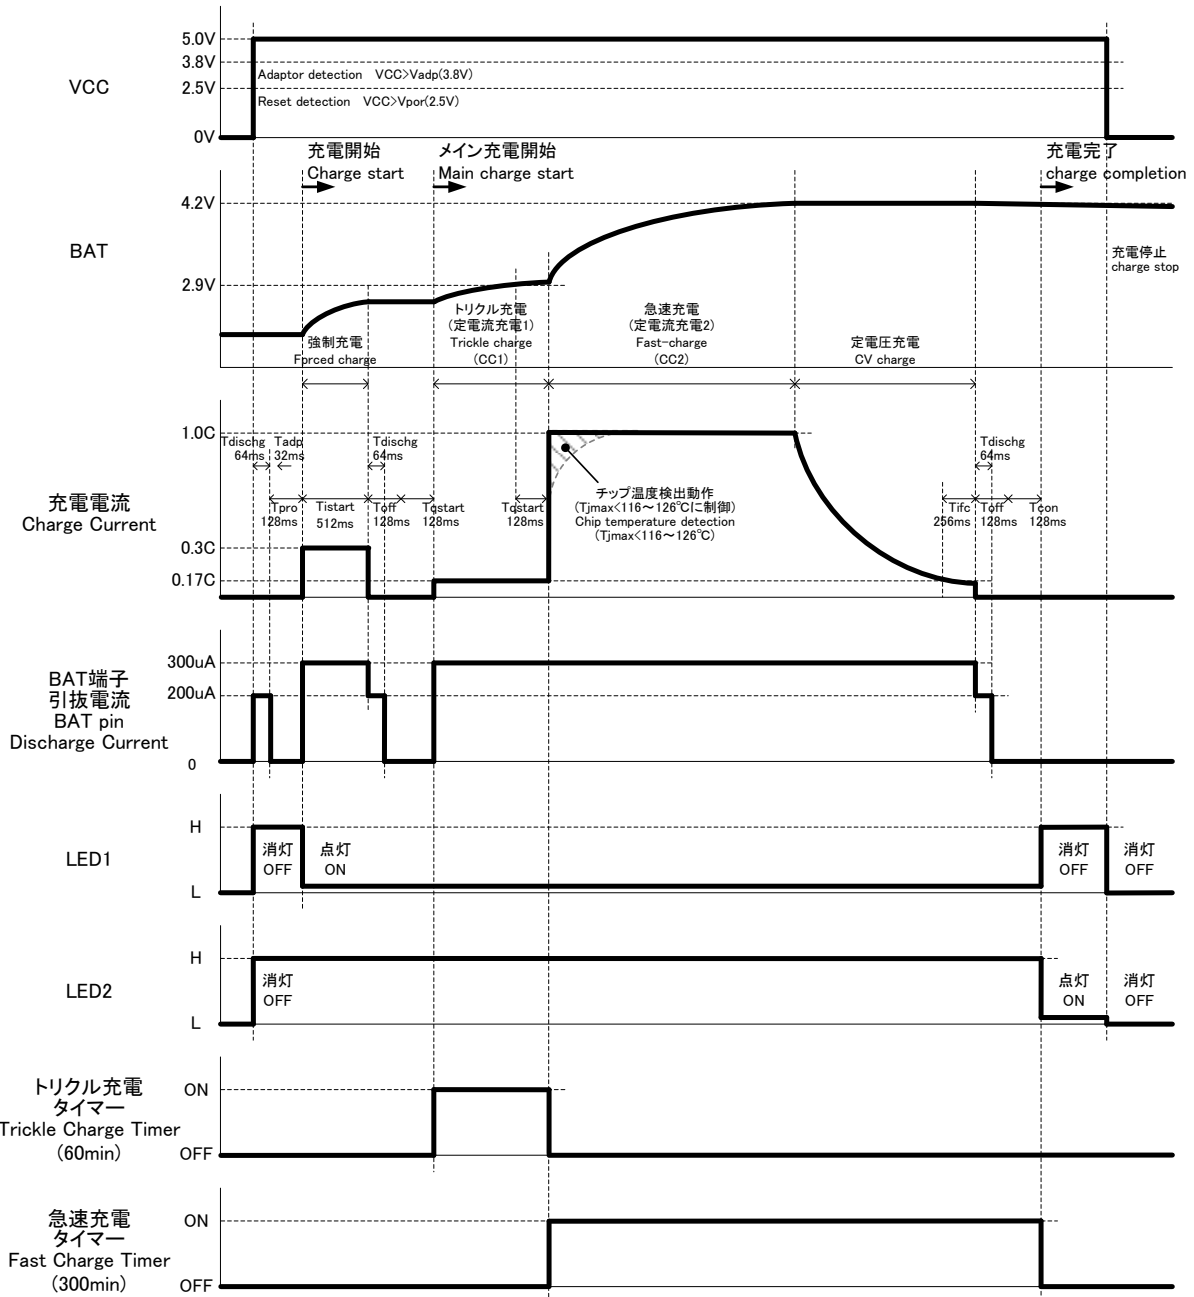 5.0V
3.8V
VCC
Adaptor detection VCC>Vadp(3.8V)
2.5V
Reset detection VCC>Vpor(2.5V)
0V
充電開始
Charge start
メイン充電開始
Main charge start
充電完了
charge completion
4.2V
BAT
2.9V
充電停止
charge stop
強制充電
Forced charge
トリクル充電
(定電流充電1)
Trickle charge
(CC1)
急速充電
(定電流充電2)
Fast-charge
(CC2)
定電圧充電
CV charge
充電電流
Charge Current
1.0C
0.3C
0.17C
Tdischg
64ms
Tadp
32ms
Tdischg
64ms
Tdischg
64ms
Tpro
128ms
Tistart
512ms
Toff
128ms
Tqstart
128ms
Tqstart
128ms
チップ温度検出動作
(Tjmax<116～126℃に制御)
Chip temperature detection
(Tjmax<116～126℃)
Tifc
256ms
Toff
128ms
Tcon
128ms
BAT端子
引抜電流
BAT pin
Discharge Current
300uA
200uA
0
LED1
H
L
消灯
OFF
点灯
ON
消灯
OFF
消灯
OFF
LED2
H
L
消灯
OFF
点灯
ON
消灯
OFF
トリクル充電
タイマー
Trickle Charge Timer
(60min)
ON
OFF
急速充電
タイマー
Fast Charge Timer
(300min)
ON
OFF